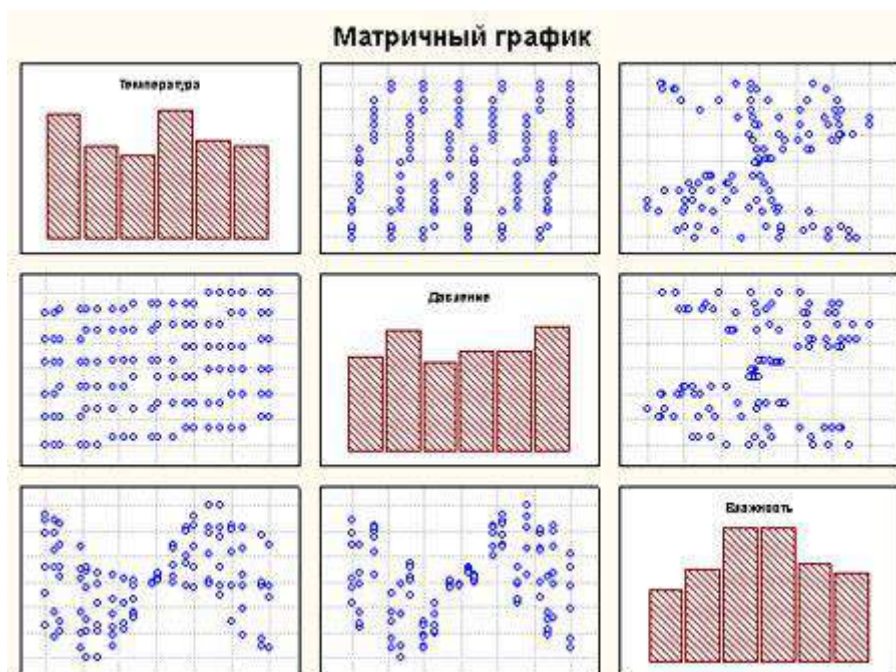 Матричный график
Температура
Давление
Влажность